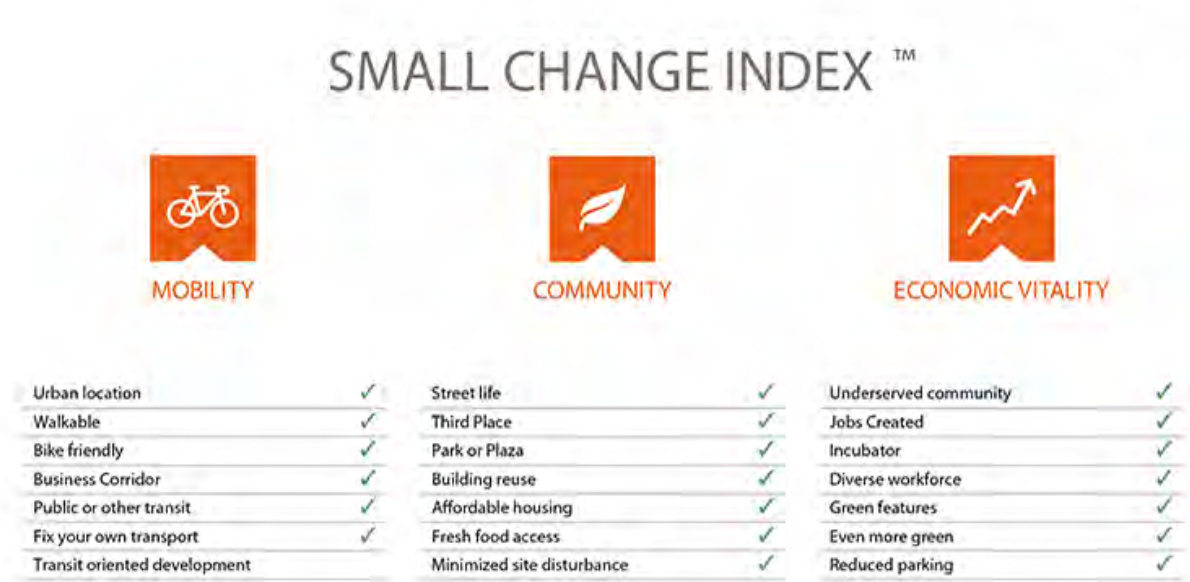 SMALL CHANGE INDEX ™
MOBILITY
Urban location ✓
Walkable ✓
Bike friendly ✓
Business Corridor ✓
Public or other transit ✓
Fix your own transport ✓
Transit oriented development
COMMUNITY
Street life ✓
Third Place ✓
Park or Plaza ✓
Building reuse ✓
Affordable housing ✓
Fresh food access ✓
Minimized site disturbance ✓
ECONOMIC VITALITY
Underserved community ✓
Jobs Created ✓
Incubator ✓
Diverse workforce ✓
Green features ✓
Even more green ✓
Reduced parking ✓